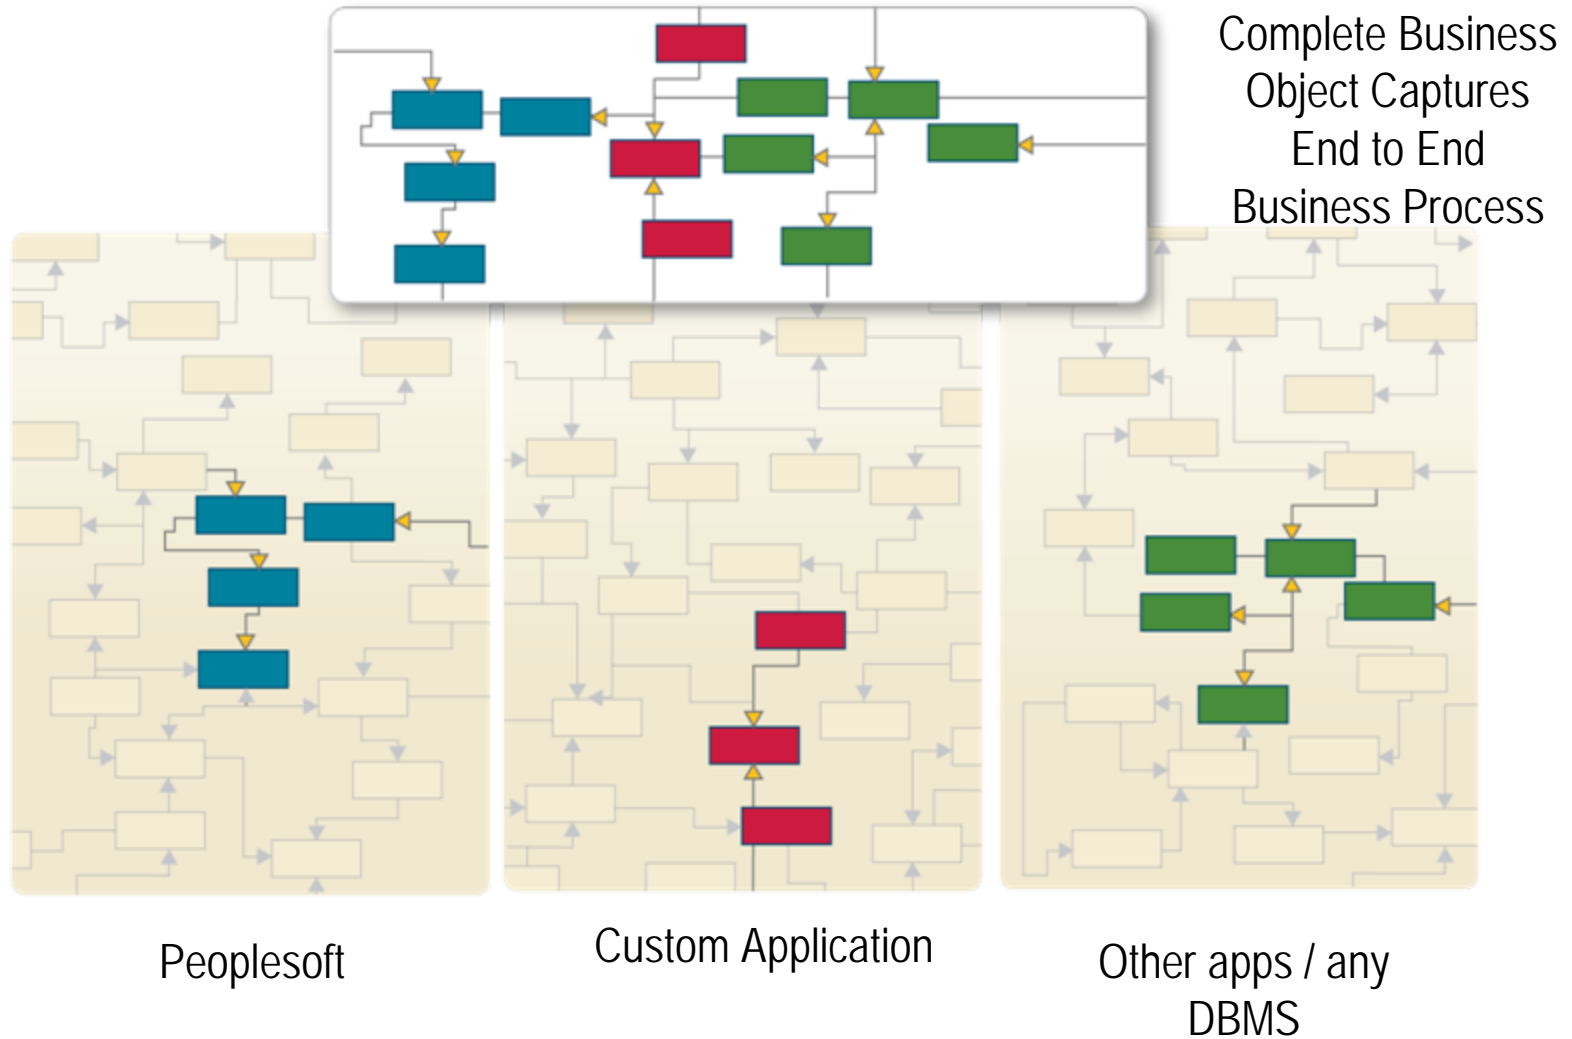 Complete Business
Object Captures
End to End
Business Process
Peoplesoft
Custom Application
Other apps / any
DBMS